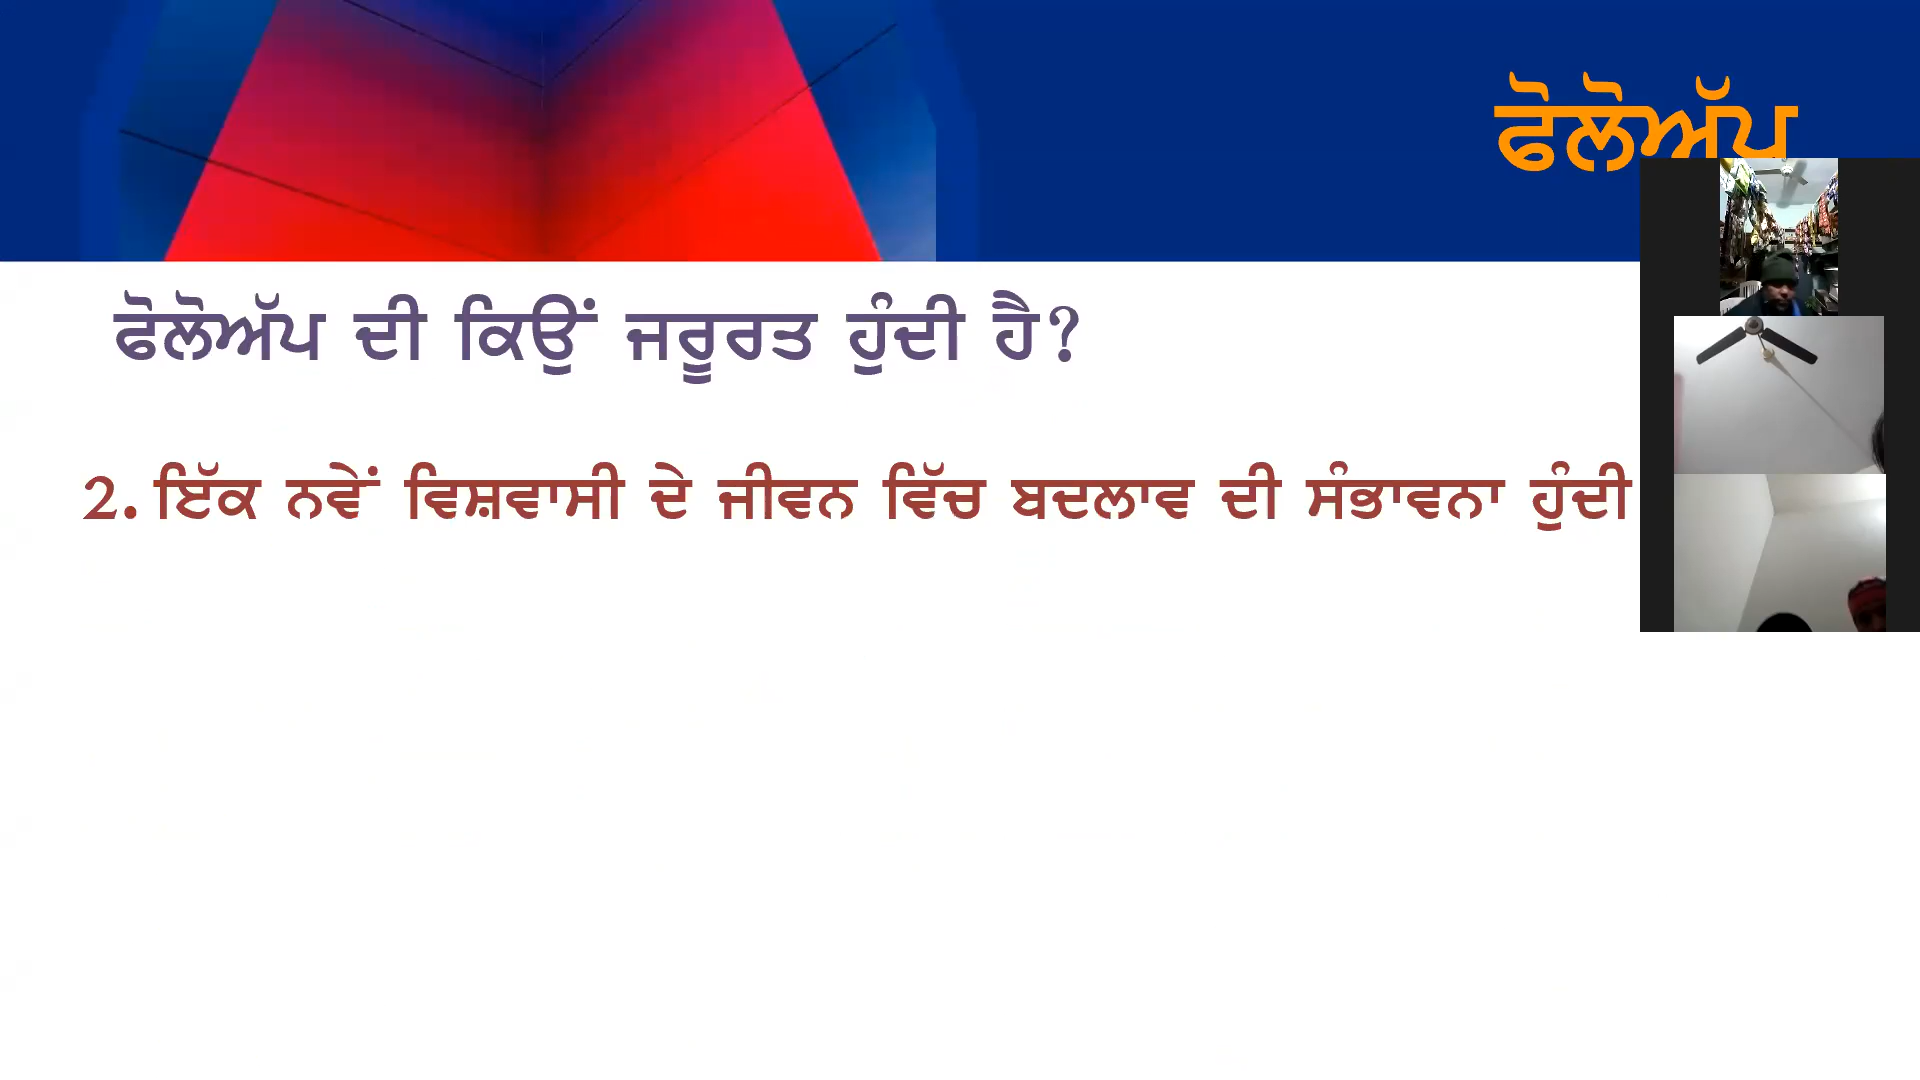 ਫੋਲੋਅੱਪ
ਫੋਲੋਅੱਪ ਦੀ ਕਿਉਂ ਜਰੂਰਤ ਹੁੰਦੀ ਹੈ?
2. ਇੱਕ ਨਵੇਂ ਵਿਸ਼ਵਾਸੀ ਦੇ ਜੀਵਨ ਵਿੱਚ ਬਦਲਾਵ ਦੀ ਸੰਭਾਵਨਾ ਹੁੰਦੀ